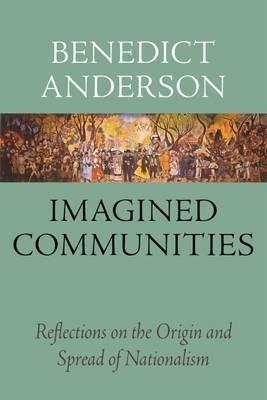 BENEDICT
ANDERSON
IMAGINED
COMMUNITIES
Reflections on the Origin and
Spread of Nationalism